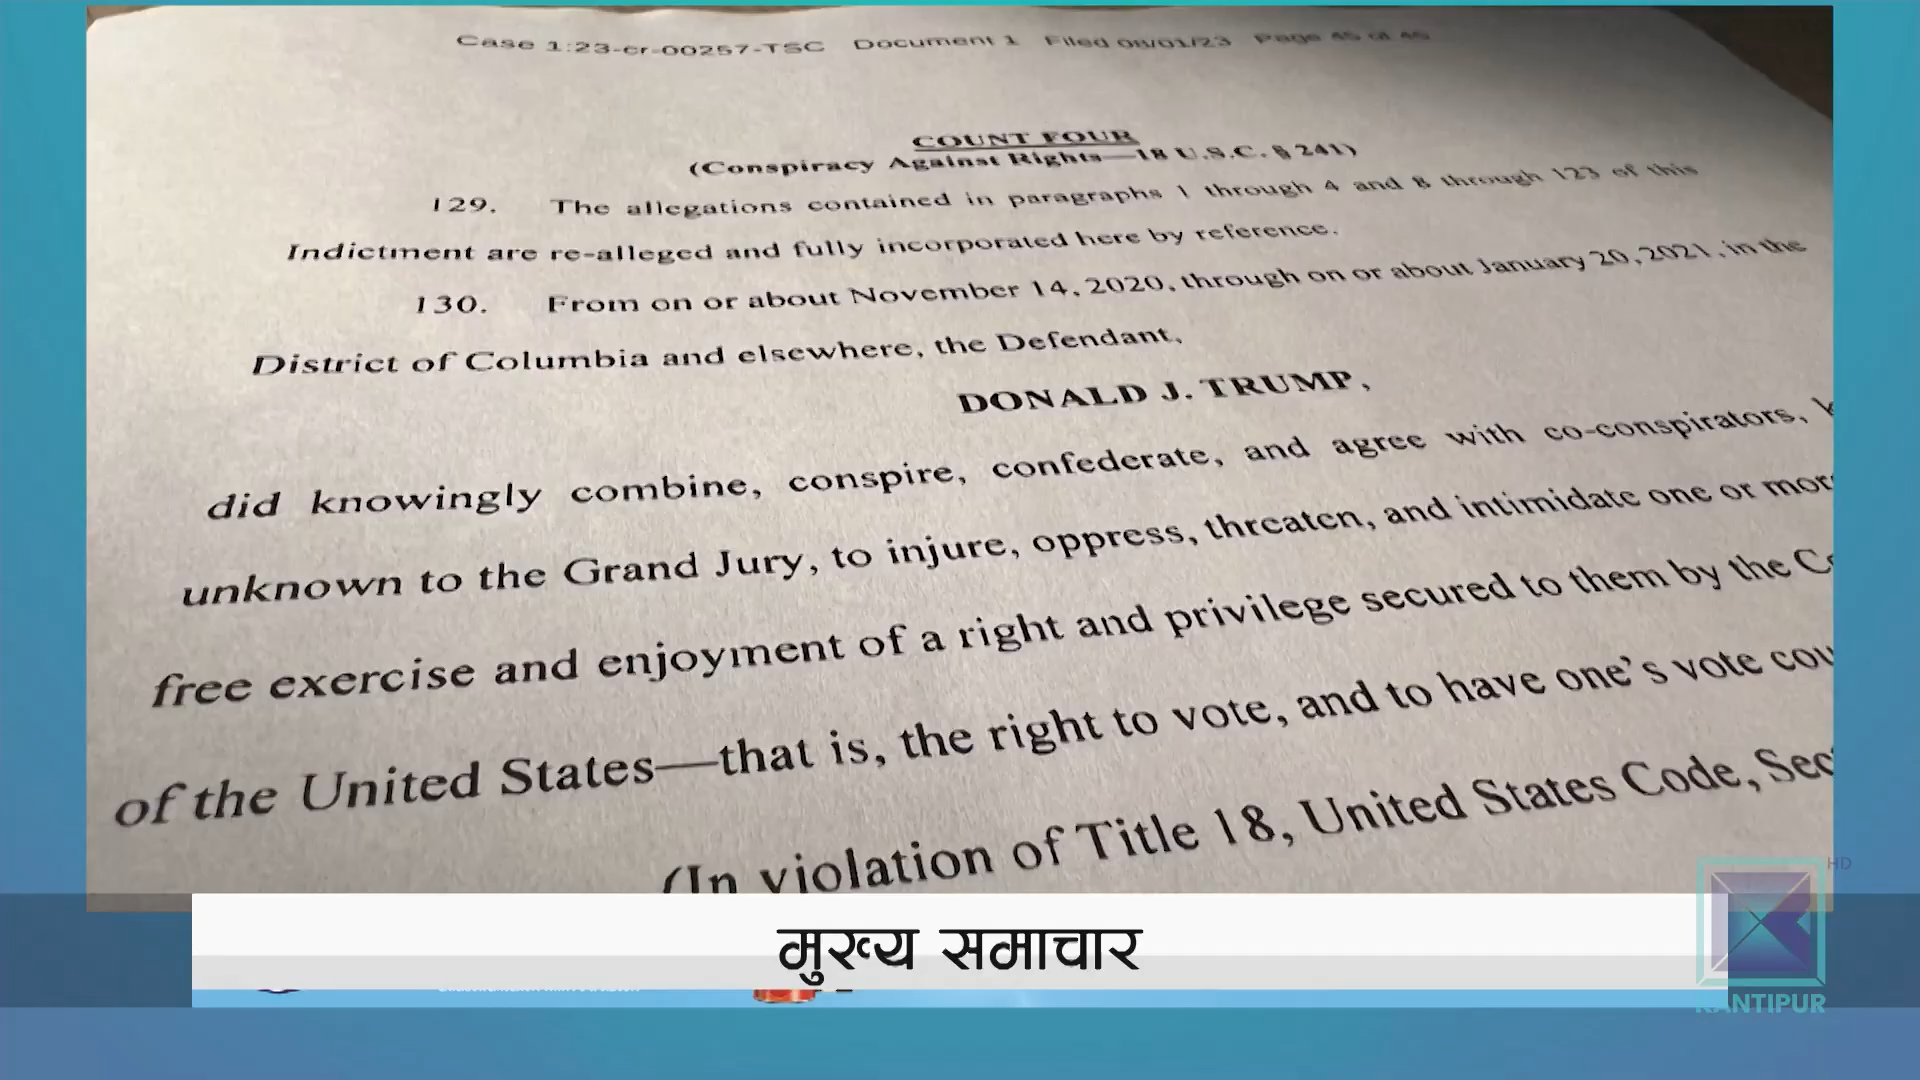 Case 1:23-cr-00257-TSC Document 1 Filed 08/01/23 Page 45 of 45
COUNT FOUR
(Conspiracy Against Rights—18 U.S.C. § 241)
129. The allegations contained in paragraphs 1 through 4 and 8 through 123 of this
Indictment are re-alleged and fully incorporated here by reference.
130. From on or about November 14, 2020, through on or about January 20, 2021, in the
District of Columbia and elsewhere, the Defendant,
DONALD J. TRUMP,
did knowingly combine, conspire, confederate, and agree with co-conspirators,
unknown to the Grand Jury, to injure, oppress, threaten, and intimidate one or more
free exercise and enjoyment of a right and privilege secured to them by the
of the United States—that is, the right to vote, and to have one's vote
(In violation of Title 18, United States Code,
मुख्य समाचार
HD
KANTIPUR